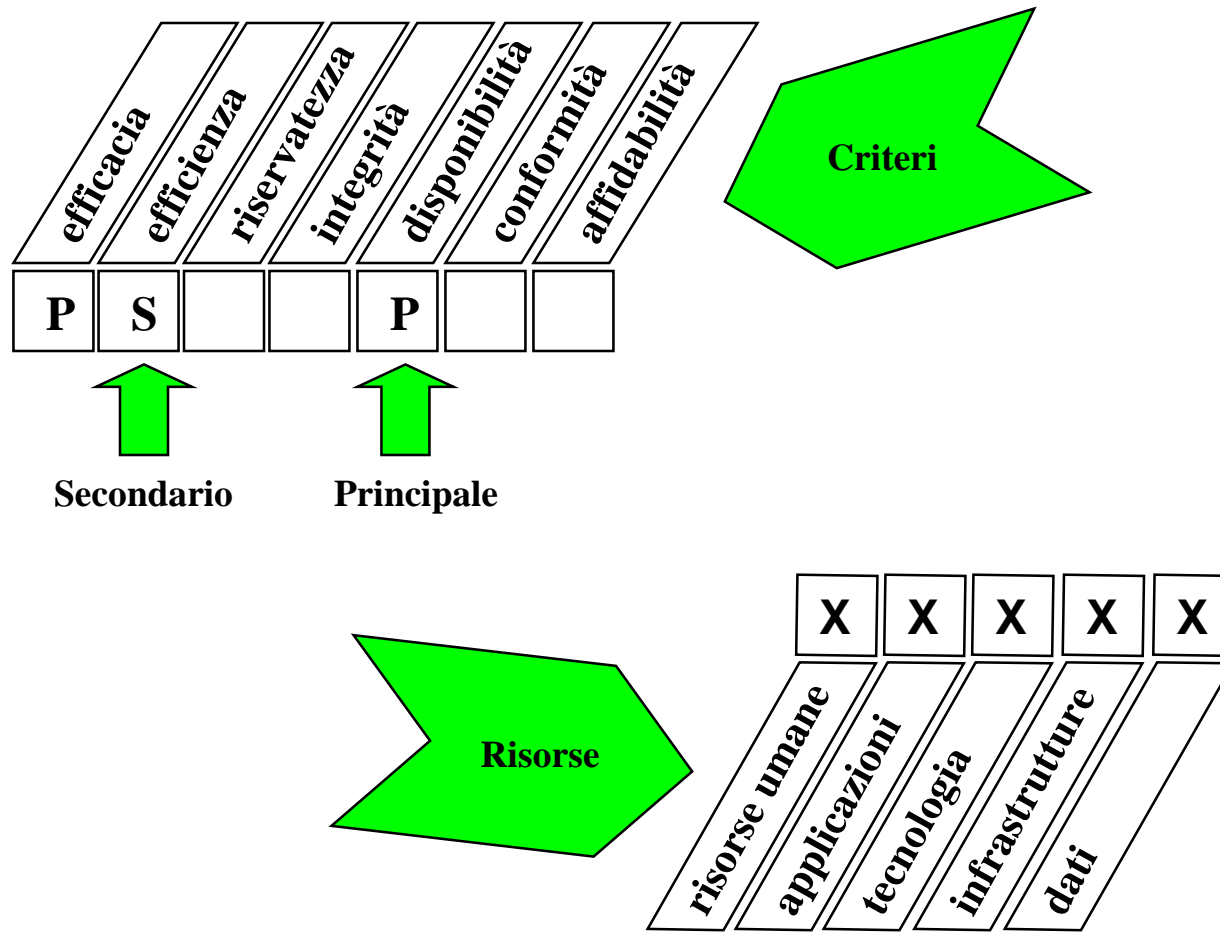 efficacia
efficienza
riservatezza
integrità
disponibilità
conformità
affidabilità
Criteri
P S P
Secondario Principale
X X X X X
Risorse
risorse umane
applicazioni
tecnologia
infrastrutture
dati